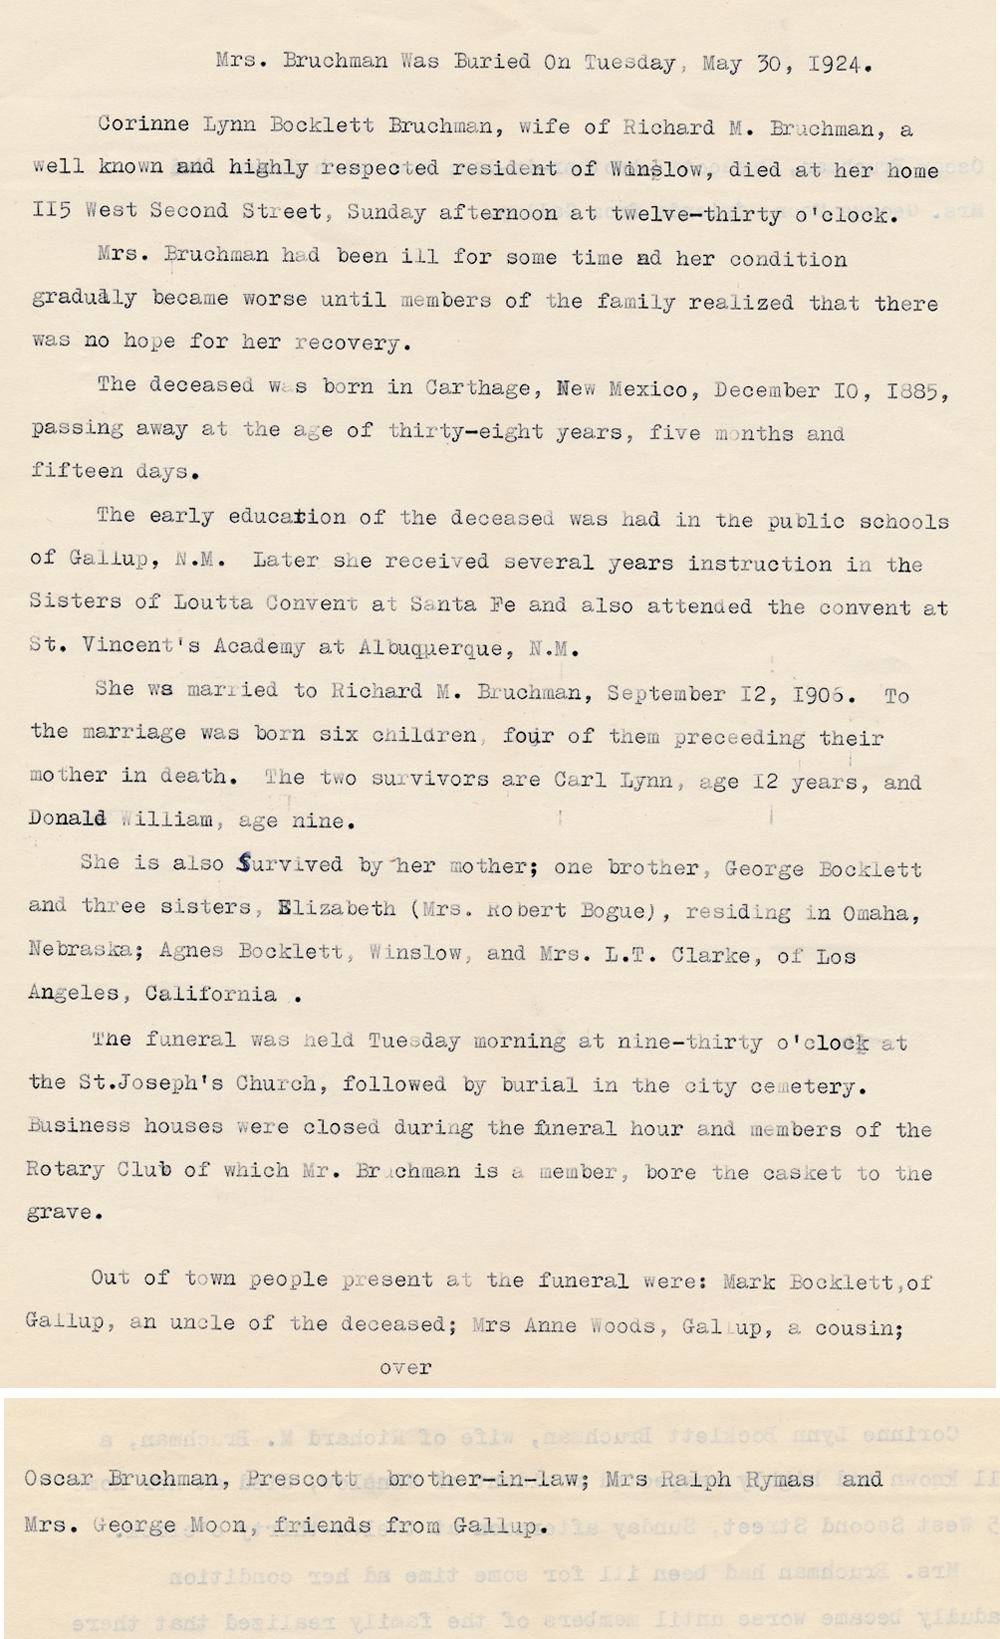 Mrs. Bruchman Was Buried On Tuesday, May 30, 1924.
Corinne Lynn Bocklett Bruchman, wife of Richard M. Bruchman, a
well known and highly respected resident of Winslow, died at her home
115 West Second Street, Sunday afternoon at twelve-thirty o'clock.
Mrs. Bruchman had been ill for some time ad her condition
gradually became worse until members of the family realized that there
was no hope for her recovery.
The deceased was born in Carthage, New Mexico, December 10, 1885,
passing away at the age of thirty-eight years, five months and
fifteen days.
The early education of the deceased was had in the public schools
of Gallup, N.M. Later she received several years instruction in the
Sisters of Loutta Convent at Santa Fe and also attended the convent at
St. Vincent's Academy at Albuquerque, N.M.
She ws married to Richard M. Bruchman, September 12, 1906. To
the marriage was born six children, four of them preceeding their
mother in death. The two survivors are Carl Lynn, age 12 years, and
Donald William, age nine.
She is also Survived by her mother; one brother, George Bocklett
and three sisters, Elizabeth (Mrs. Robert Bogue), residing in Omaha,
Nebraska; Agnes Bocklett, Winslow, and Mrs. L.T. Clarke, of Los
Angeles, California .
The funeral was held Tuesday morning at nine-thirty o'clock at
the St.Joseph's Church, followed by burial in the city cemetery.
Business houses were closed during the funeral hour and members of the
Rotary Club of which Mr. Bruchman is a member, bore the casket to the
grave.
Out of town people present at the funeral were: Mark Bocklett,of
Gallup, an uncle of the deceased; Mrs Anne Woods, Gallup, a cousin;
over
Oscar Bruchman, Prescott brother-in-law; Mrs Ralph Rymas and
Mrs. George Moon, friends from Gallup.